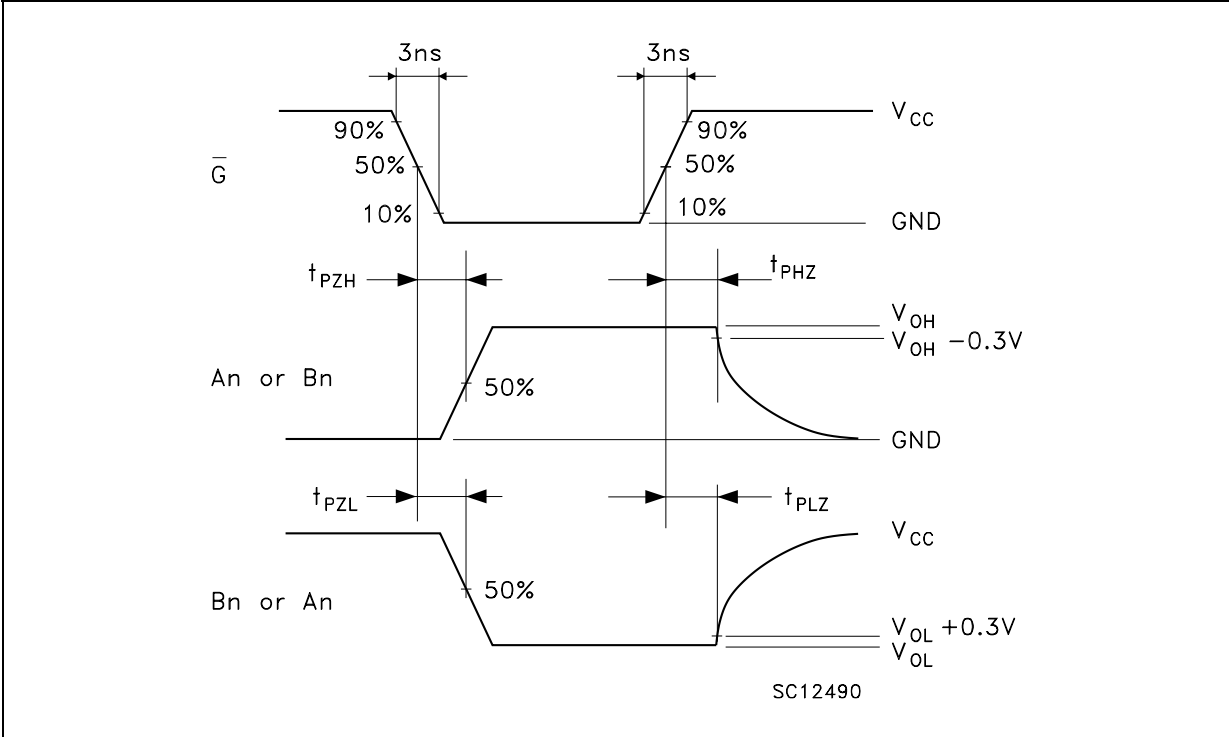 3ns 3ns
V_CC
90% 90%
50% 50%
G̅
10% 10%
GND
t_PZH t_PHZ
V_OH
V_OH −0.3V
An or Bn
50%
GND
t_PZL t_PLZ
V_CC
50%
Bn or An
V_OL +0.3V
V_OL
SC12490